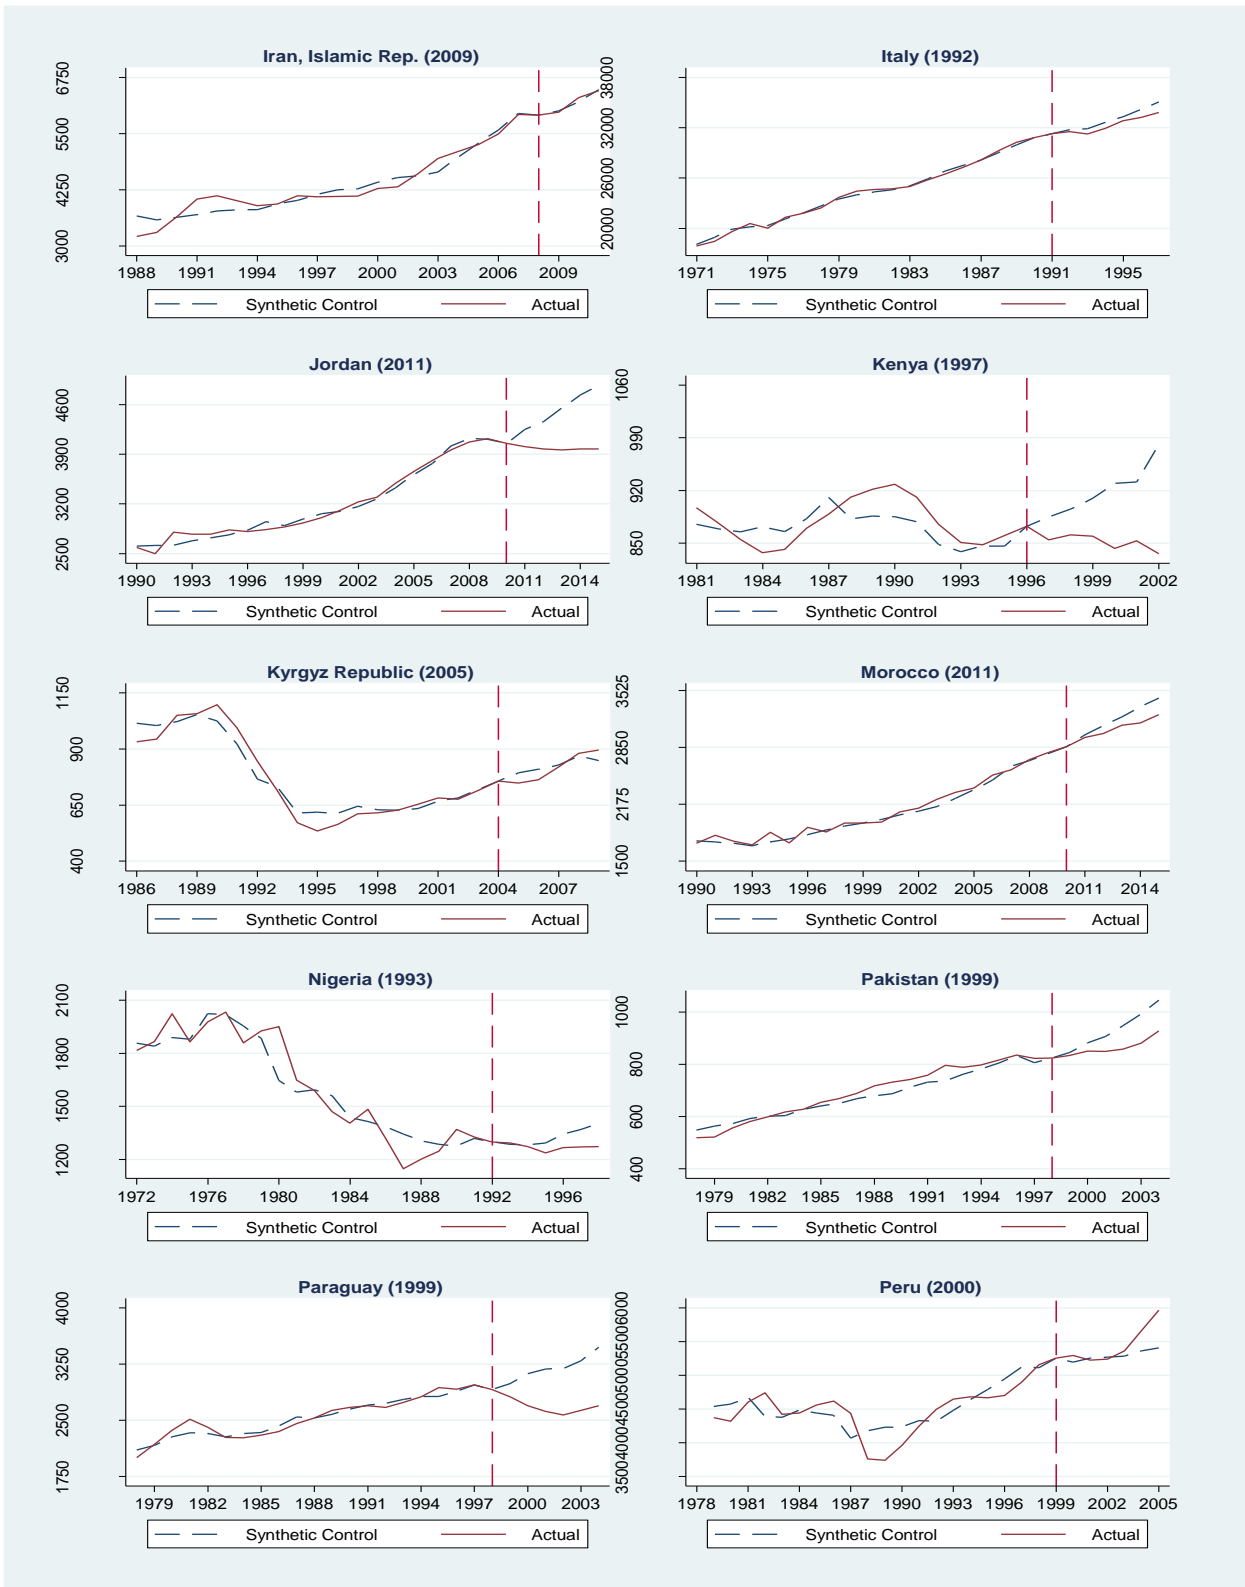 Iran, Islamic Rep. (2009)
6750
5500
4250
3000
1988 1991 1994 1997 2000 2003 2006 2009
Synthetic Control Actual
Italy (1992)
38000
32000
26000
20000
1971 1975 1979 1983 1987 1991 1995
Synthetic Control Actual
Jordan (2011)
4600
3900
3200
2500
1990 1993 1996 1999 2002 2005 2008 2011 2014
Synthetic Control Actual
Kenya (1997)
1060
990
920
850
1981 1984 1987 1990 1993 1996 1999 2002
Synthetic Control Actual
Kyrgyz Republic (2005)
1150
900
650
400
1986 1989 1992 1995 1998 2001 2004 2007
Synthetic Control Actual
Morocco (2011)
3525
2850
2175
1500
1990 1993 1996 1999 2002 2005 2008 2011 2014
Synthetic Control Actual
Nigeria (1993)
2100
1800
1500
1200
1972 1976 1980 1984 1988 1992 1996
Synthetic Control Actual
Pakistan (1999)
1000
800
600
400
1979 1982 1985 1988 1991 1994 1997 2000 2003
Synthetic Control Actual
Paraguay (1999)
4000
3250
2500
1750
1979 1982 1985 1988 1991 1994 1997 2000 2003
Synthetic Control Actual
Peru (2000)
6000
5500
5000
4500
4000
3500
1978 1981 1984 1987 1990 1993 1996 1999 2002 2005
Synthetic Control Actual